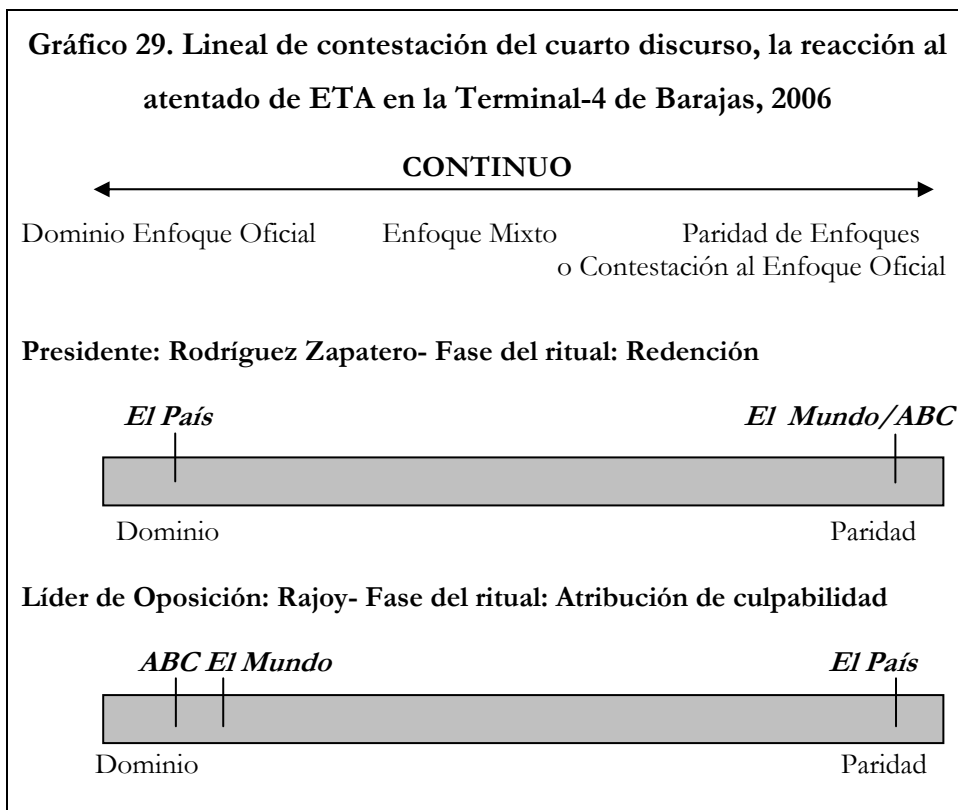 Gráfico 29. Lineal de contestación del cuarto discurso, la reacción al
atentado de ETA en la Terminal-4 de Barajas, 2006
CONTINUO
Dominio Enfoque Oficial Enfoque Mixto Paridad de Enfoques
o Contestación al Enfoque Oficial
Presidente: Rodríguez Zapatero- Fase del ritual: Redención
El País El Mundo/ABC
Dominio Paridad
Líder de Oposición: Rajoy- Fase del ritual: Atribución de culpabilidad
ABC El Mundo El País
Dominio Paridad